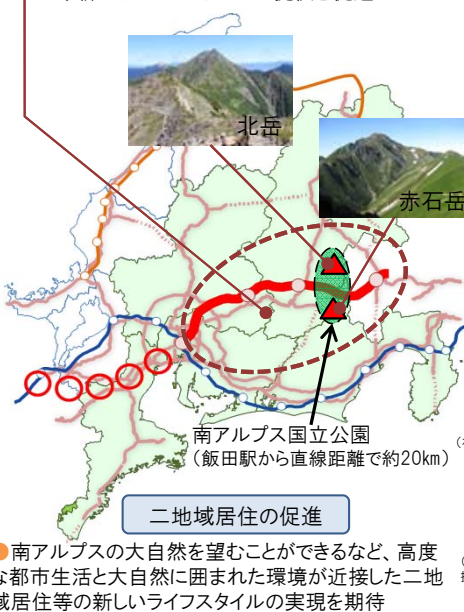 北岳
赤石岳
南アルプス国立公園
(飯田駅から直線距離で約20km)
二地域居住の促進
●南アルプスの大自然を望むことができるなど、高度
な都市生活と大自然に囲まれた環境が近接した二地
域居住等の新しいライフスタイルの実現を期待